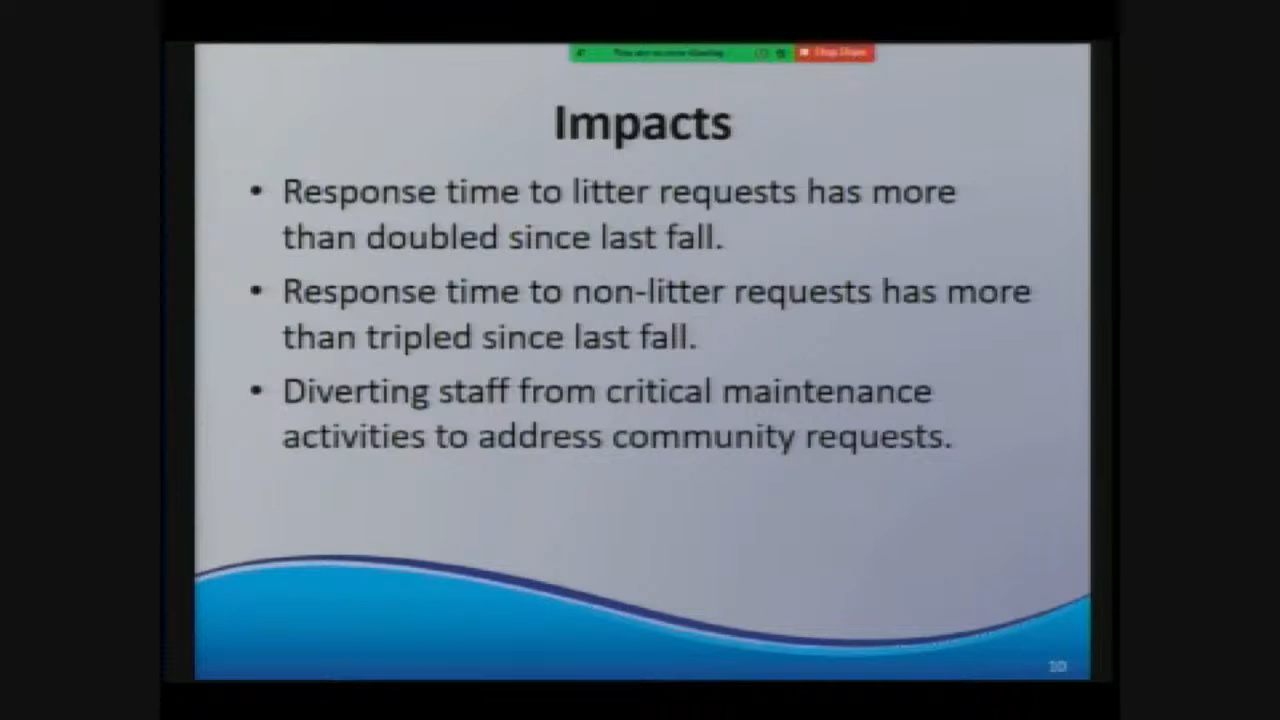 Impacts
• Response time to litter requests has more
than doubled since last fall.
• Response time to non-litter requests has more
than tripled since last fall.
• Diverting staff from critical maintenance
activities to address community requests.
10